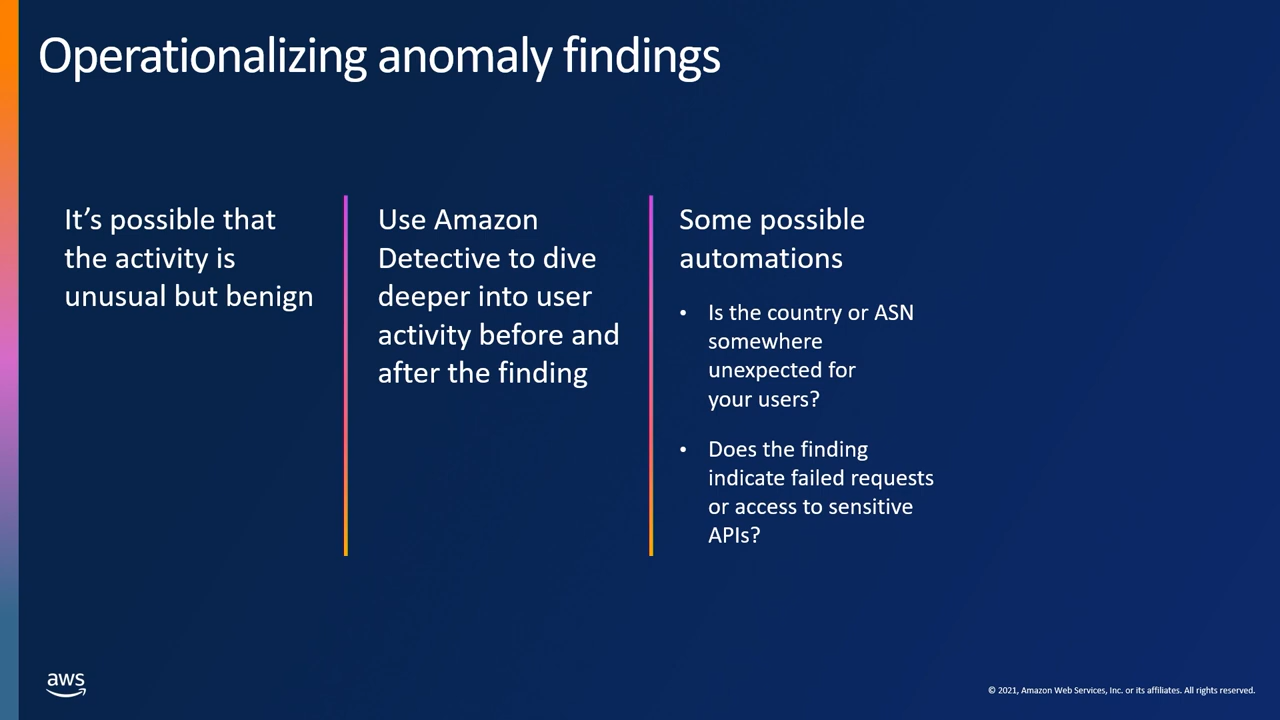 Operationalizing anomaly findings
It’s possible that
the activity is
unusual but benign
Use Amazon
Detective to dive
deeper into user
activity before and
after the finding
Some possible
automations
• Is the country or ASN
somewhere
unexpected for
your users?
• Does the finding
indicate failed requests
or access to sensitive
APIs?
aws
© 2021, Amazon Web Services, Inc. or its affiliates. All rights reserved.